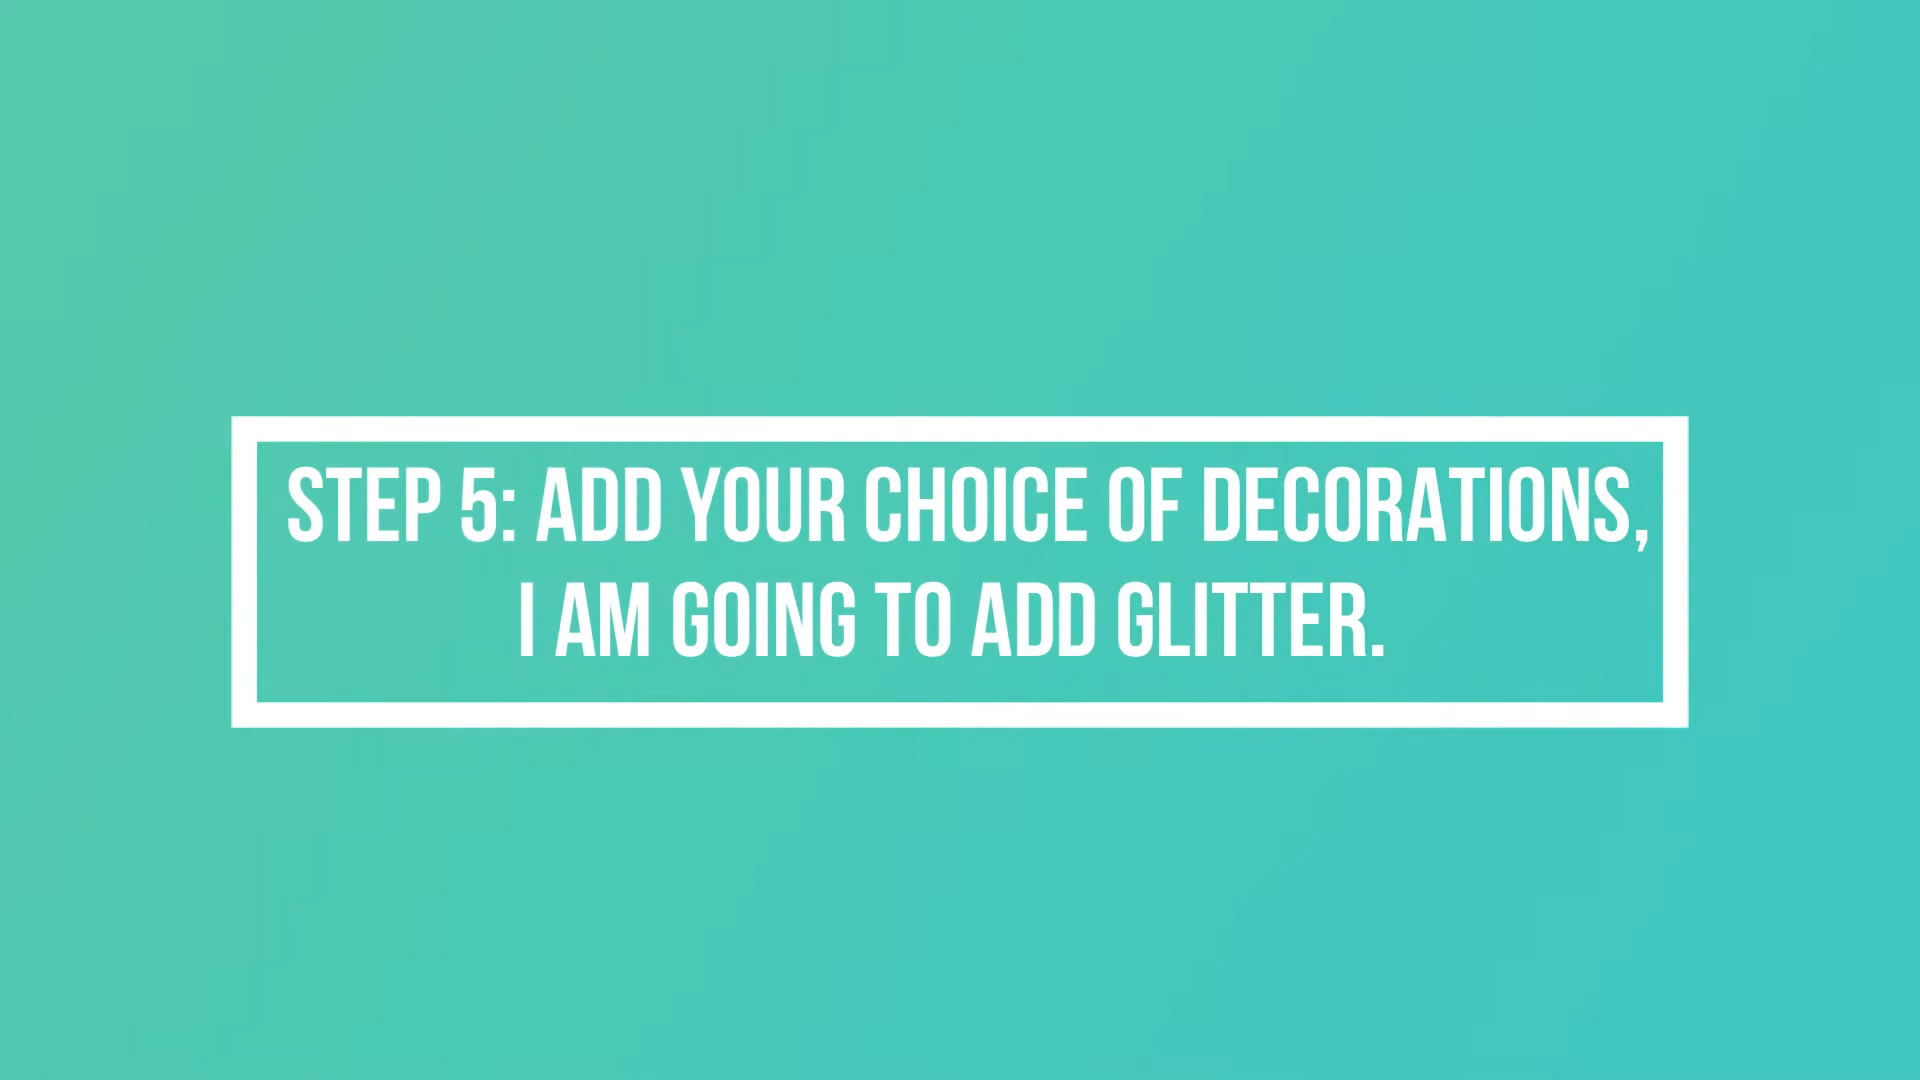 STEP 5: ADD YOUR CHOICE OF DECORATIONS,
I AM GOING TO ADD GLITTER.